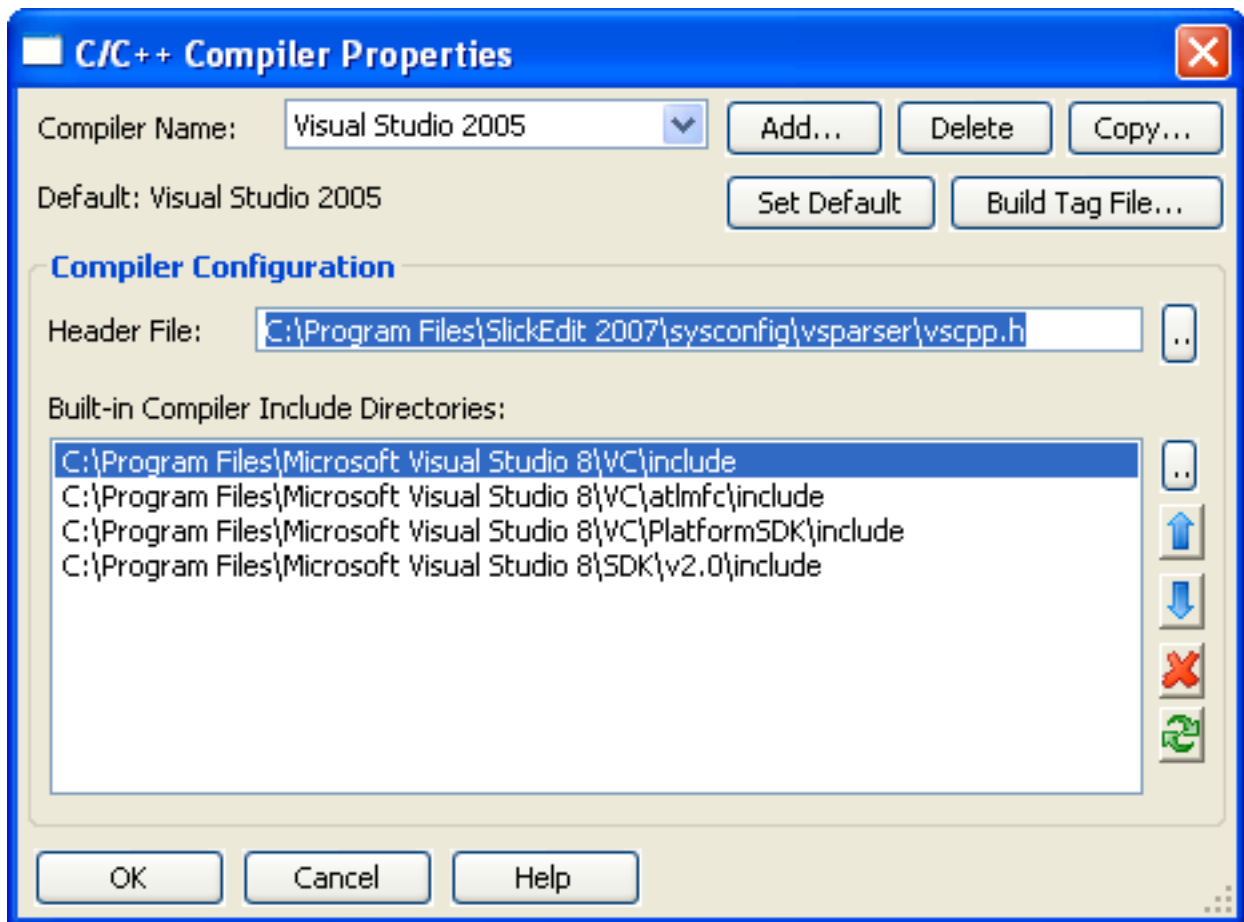 C/C++ Compiler Properties
Compiler Name: Visual Studio 2005 Add... Delete Copy...
Default: Visual Studio 2005 Set Default Build Tag File...
Compiler Configuration
Header File: C:\Program Files\SlickEdit 2007\sysconfig\vsparser\vscpp.h ..
Built-in Compiler Include Directories:
C:\Program Files\Microsoft Visual Studio 8\VC\include ..
C:\Program Files\Microsoft Visual Studio 8\VC\atlmfc\include
C:\Program Files\Microsoft Visual Studio 8\VC\PlatformSDK\include
C:\Program Files\Microsoft Visual Studio 8\SDK\v2.0\include
OK Cancel Help